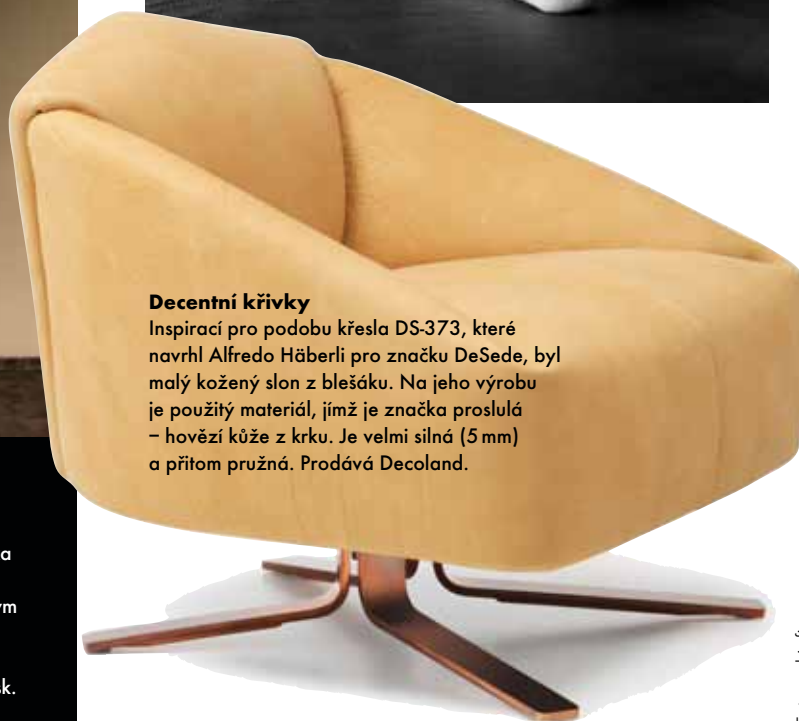 Decentní křivky
Inspirací pro podobu křesla DS-373, které
navrhl Alfredo Häberli pro značku DeSede, byl
malý kožený slon z blešáku. Na jeho výrobu
je použitý materiál, jímž je značka proslulá
– hovězí kůže z krku. Je velmi silná (5 mm)
a přitom pružná. Prodává Decoland.
a